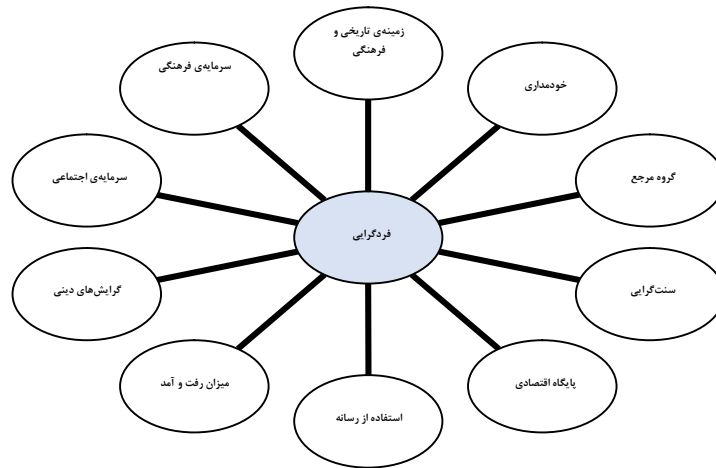 زمینه‌ی تاریخی و
فرهنگی
خودمداری
گروه مرجع
سنت‌گرایی
پایگاه اقتصادی
استفاده از رسانه
میزان رفت و آمد
گرایش‌های دینی
سرمایه‌ی اجتماعی
سرمایه‌ی فرهنگی
فردگرایی